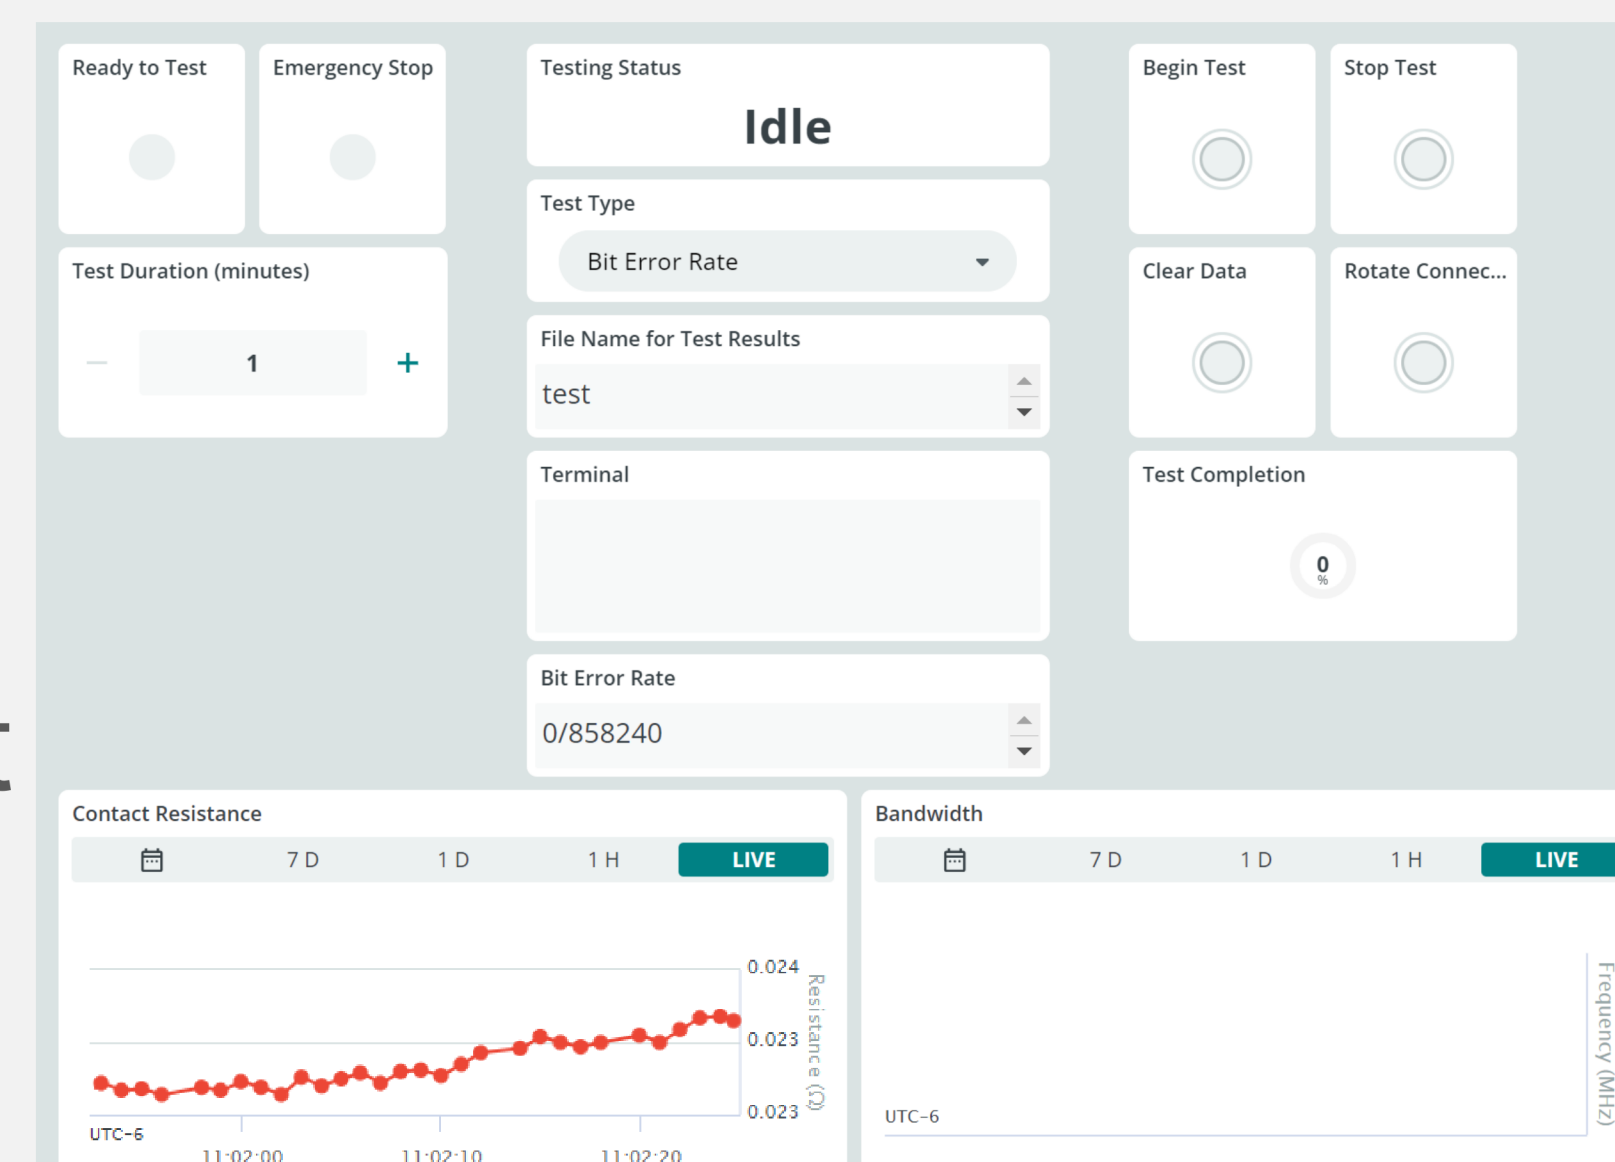 Ready to Test
Emergency Stop
Testing Status
Idle
Begin Test
Stop Test
Test Type
Bit Error Rate
Test Duration (minutes)
1
Clear Data
Rotate Connec...
File Name for Test Results
test
Terminal
Test Completion
0
%
Bit Error Rate
0/858240
Contact Resistance
7 D
1 D
1 H
LIVE
0.024
0.023
0.023
Resistance (Ω)
UTC-6
11:02:00
11:02:10
11:02:20
Bandwidth
7 D
1 D
1 H
LIVE
Frequency (MHz)
UTC-6